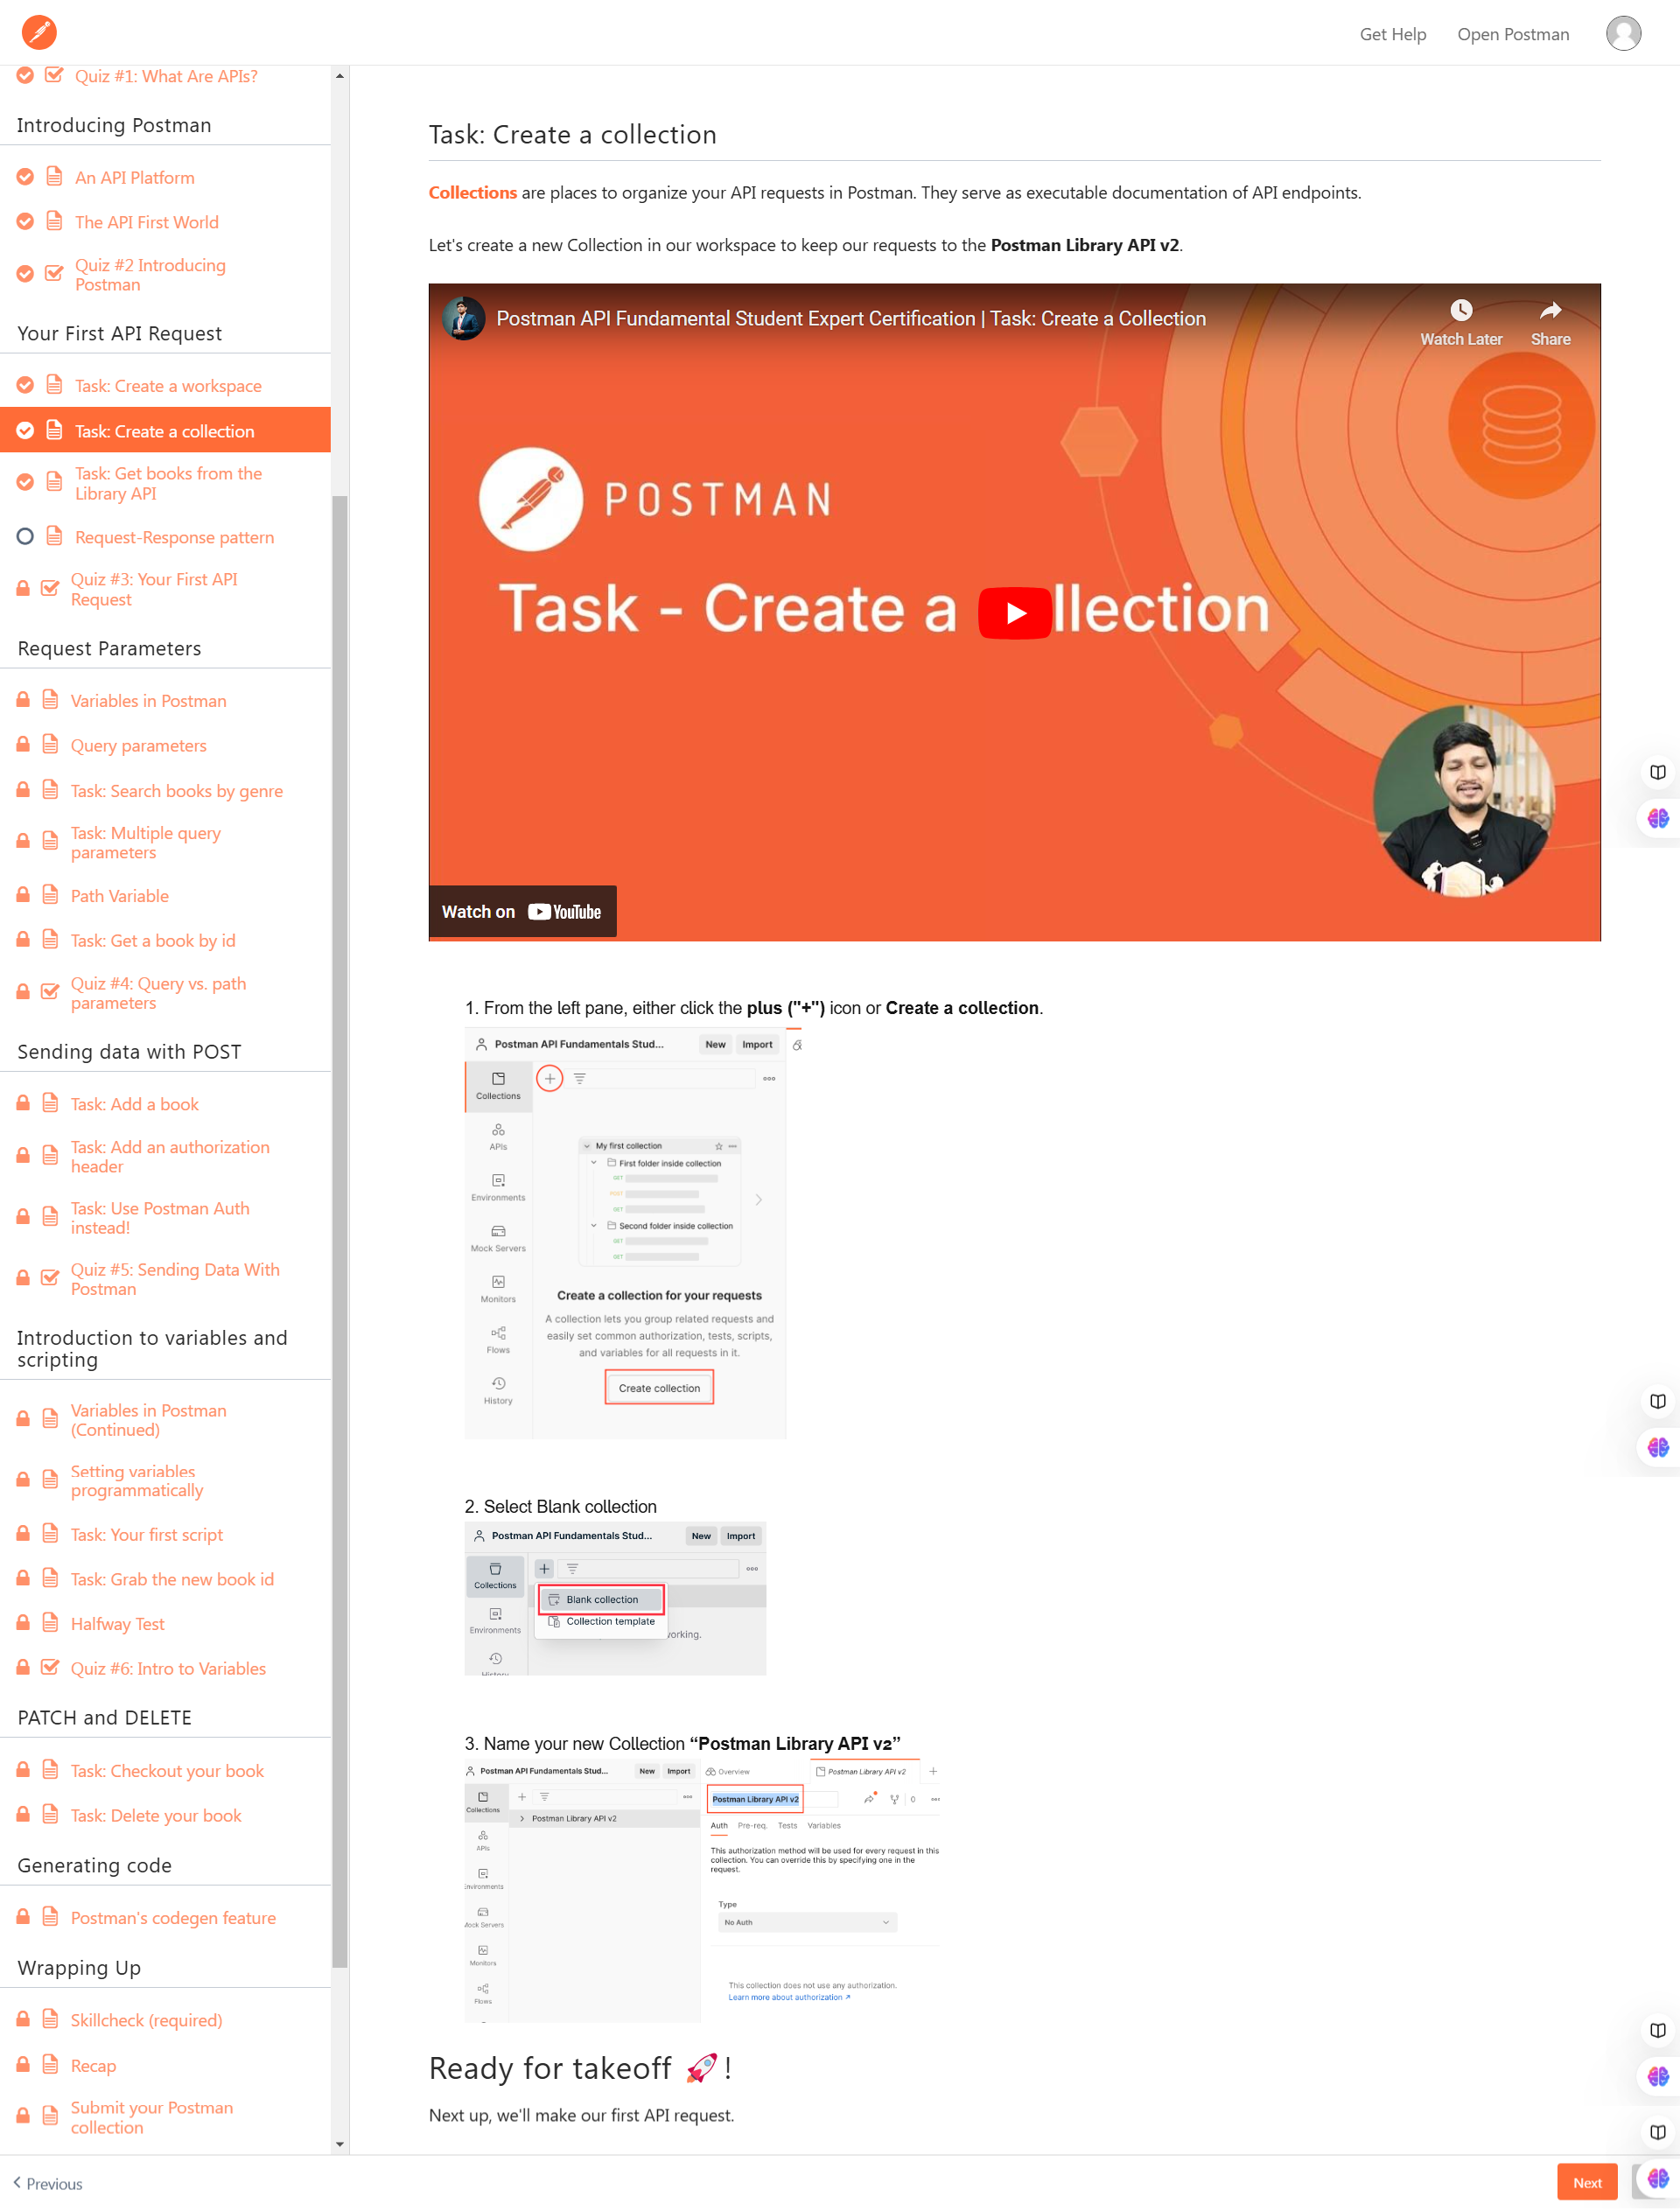 Get Help
Open Postman
Quiz #1: What Are APIs?
Introducing Postman
An API Platform
The API First World
Quiz #2 Introducing
Postman
Your First API Request
Task: Create a workspace
Task: Create a collection
Task: Get books from the
Library API
Request-Response pattern
Quiz #3: Your First API
Request
Request Parameters
Variables in Postman
Query parameters
Task: Search books by genre
Task: Multiple query
parameters
Path Variable
Task: Get a book by id
Quiz #4: Query vs. path
parameters
Sending data with POST
Task: Add a book
Task: Add an authorization
header
Task: Use Postman Auth
instead!
Quiz #5: Sending Data With
Postman
Introduction to variables and
scripting
Variables in Postman
(Continued)
Setting variables
programmatically
Task: Your first script
Task: Grab the new book id
Halfway Test
Quiz #6: Intro to Variables
PATCH and DELETE
Task: Checkout your book
Task: Delete your book
Generating code
Postman's codegen feature
Wrapping Up
Skillcheck (required)
Recap
Submit your Postman
collection
Task: Create a collection
Collections are places to organize your API requests in Postman. They serve as executable documentation of API endpoints.
Let's create a new Collection in our workspace to keep our requests to the Postman Library API v2.
Postman API Fundamental Student Expert Certification | Task: Create a Collection
Watch Later
Share
POSTMAN
Task - Create a llection
Watch on YouTube
1. From the left pane, either click the plus ("+") icon or Create a collection.
Postman API Fundamentals Stud...
New
Import
Collections
APIs
Environments
Mock Servers
Monitors
Flows
History
My first collection
First folder inside collection
GET
POST
GET
Second folder inside collection
GET
GET
Create a collection for your requests
A collection lets you group related requests and
easily set common authorization, tests, scripts,
and variables for all requests in it.
Create collection
2. Select Blank collection
Postman API Fundamentals Stud...
New
Import
Collections
Environments
History
Blank collection
Collection template
orking.
3. Name your new Collection “Postman Library API v2”
Postman API Fundamentals Stud...
New
Import
Overview
Postman Library API v2
Collections
APIs
Environments
Mock Servers
Monitors
Flows
Postman Library API v2
Postman Library API v2
0
Auth
Pre-req.
Tests
Variables
This authorization method will be used for every request in this
collection. You can override this by specifying one in the
request.
Type
No Auth
This collection does not use any authorization.
Learn more about authorization ↗
Ready for takeoff 🚀!
Next up, we'll make our first API request.
Previous
Next